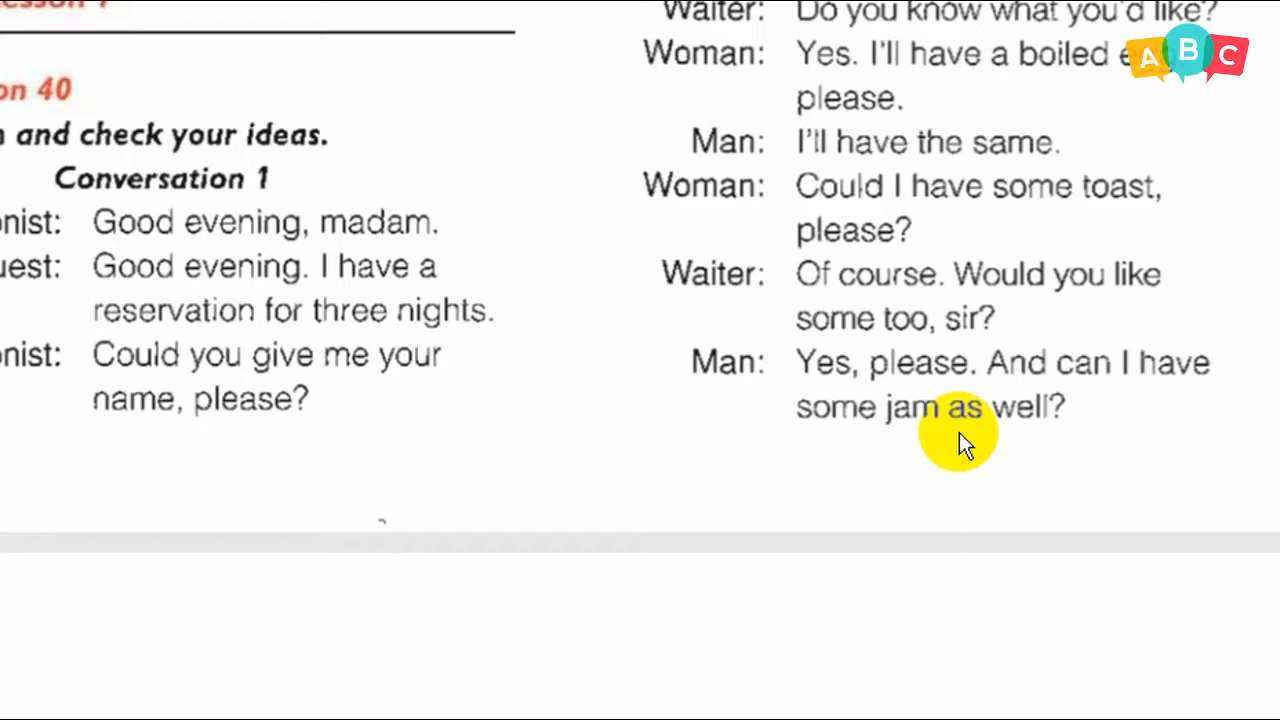 on 40
and check your ideas.
Conversation 1
nist: Good evening, madam.
uest: Good evening. I have a
reservation for three nights.
nist: Could you give me your
name, please?
Waiter: Do you know what you'd like?
Woman: Yes. I'll have a boiled
please.
Man: I'll have the same.
Woman: Could I have some toast,
please?
Waiter: Of course. Would you like
some too, sir?
Man: Yes, please. And can I have
some jam as well?
A B C